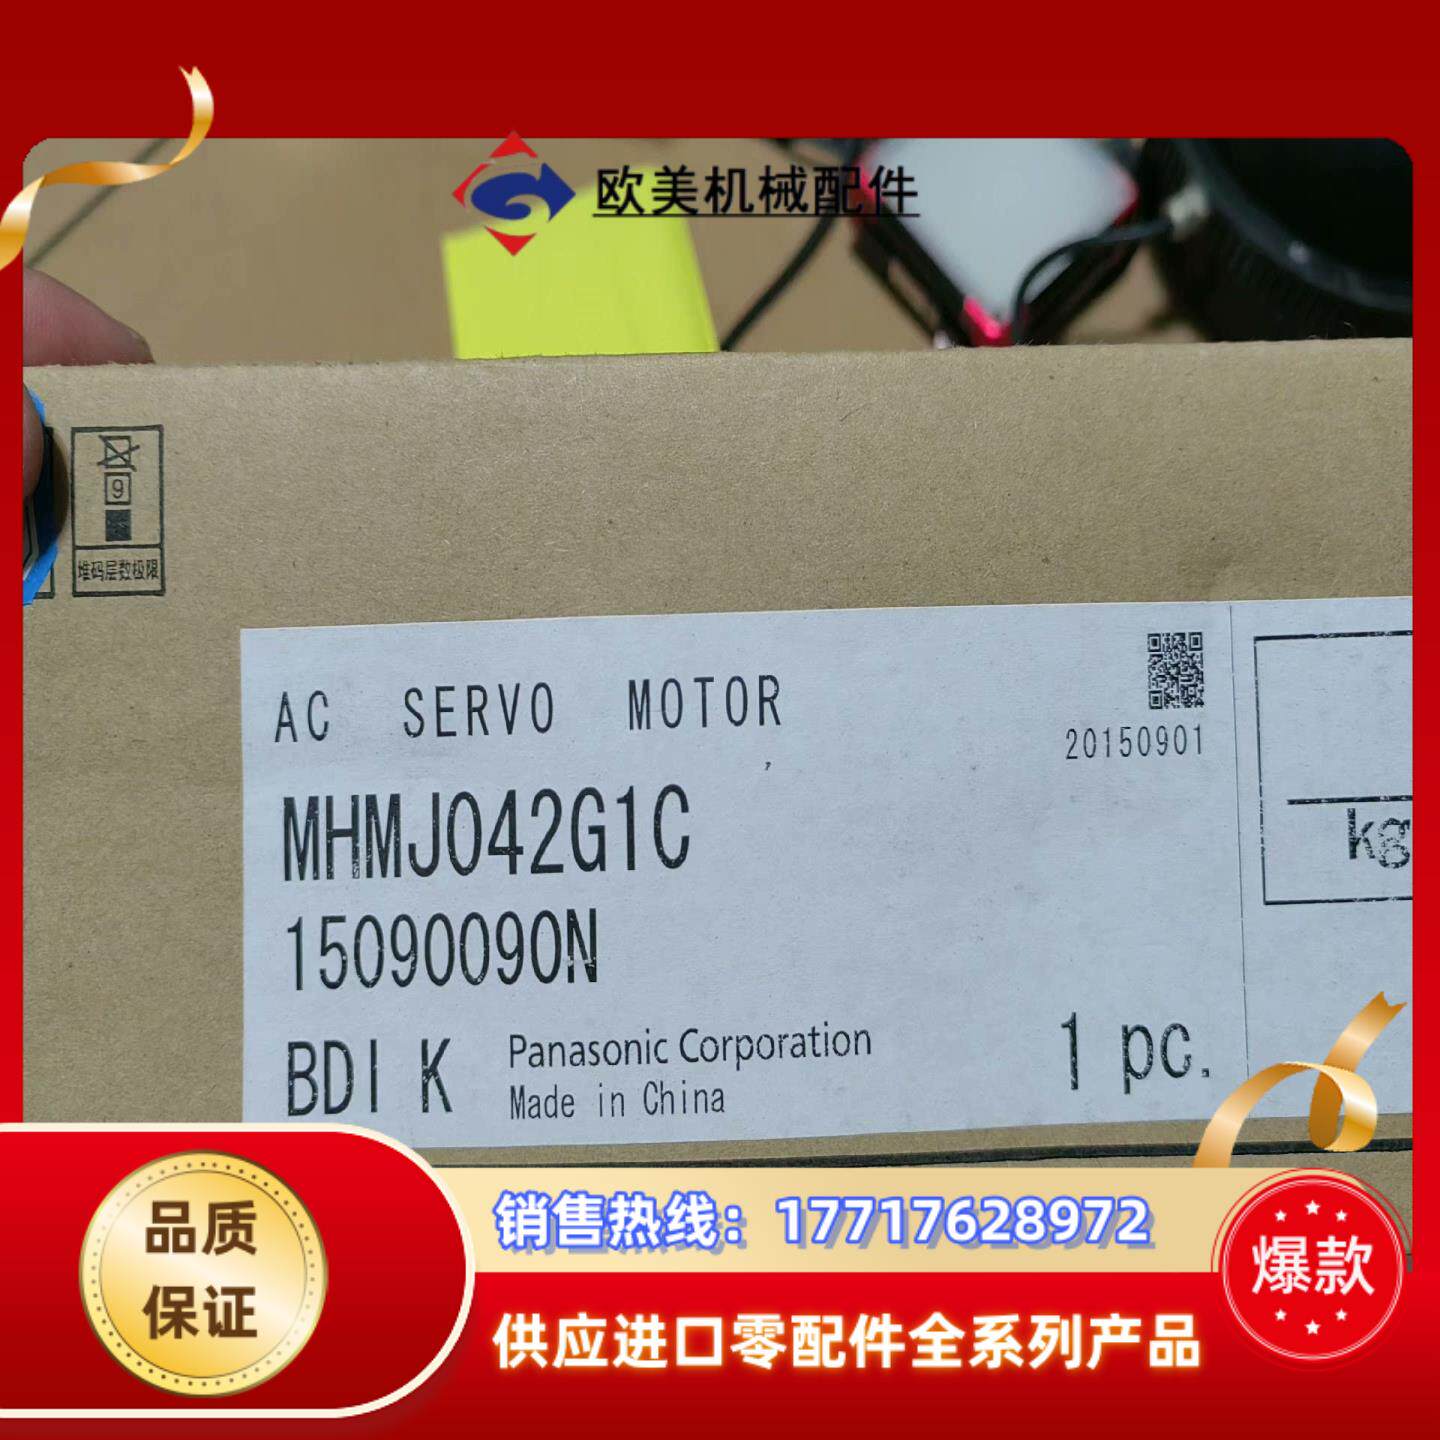 欧美机械配件
9
堆码层数极限
AC SERVO MOTOR
20150901
MHMJ042G1C
kg
15090090N
BDI K
Panasonic Corporation
Made in China
1 pc.
品质
保证
销售热线：17717628972
爆款
供应进口零配件全系列产品